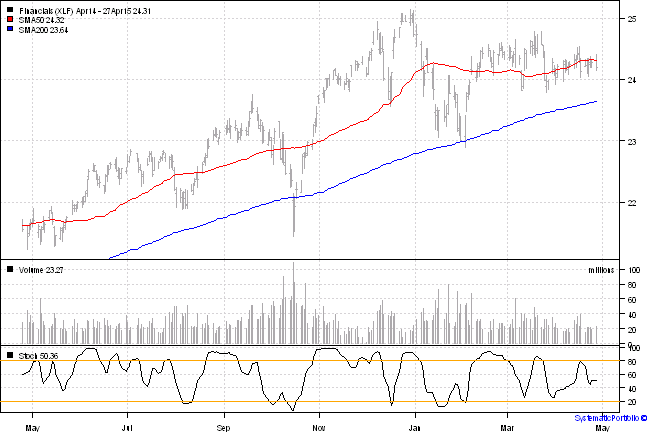 Financials (XLF) Apr14 - 27Apr15 24.31
SMA50 24.32
SMA200 23.64
25
24
23
22
Volume 23.27
millions
100
80
60
40
20
0
Stoch 50.36
100
80
60
40
20
May
Jul
Sep
Nov
Jan
Mar
May
SystematicPortfolio ©